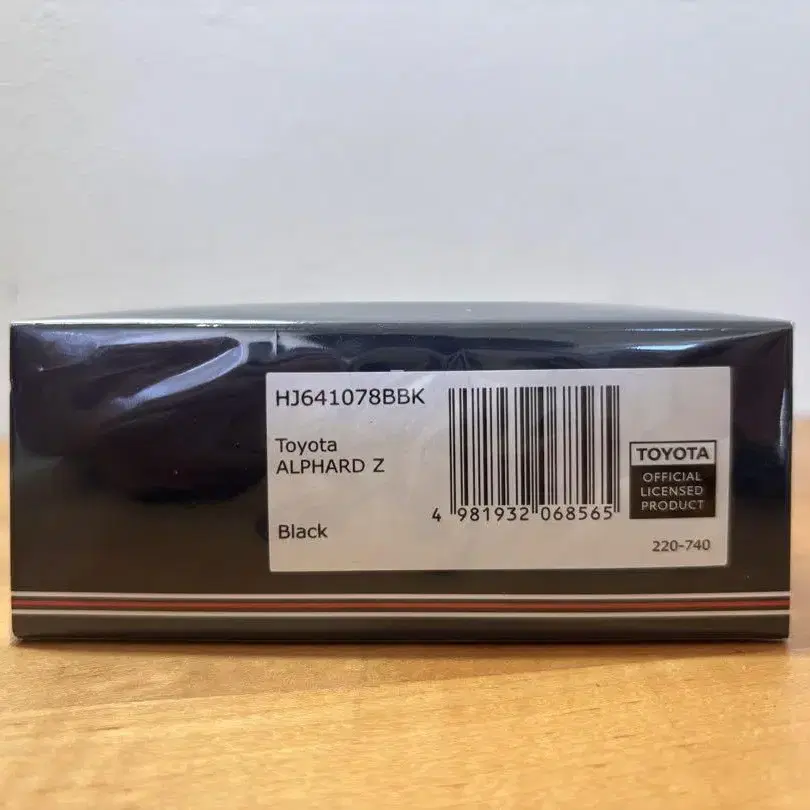 HJ641078BBK
Toyota
ALPHARD Z
Black
4 981932 068565
TOYOTA
OFFICIAL
LICENSED
PRODUCT
220-740